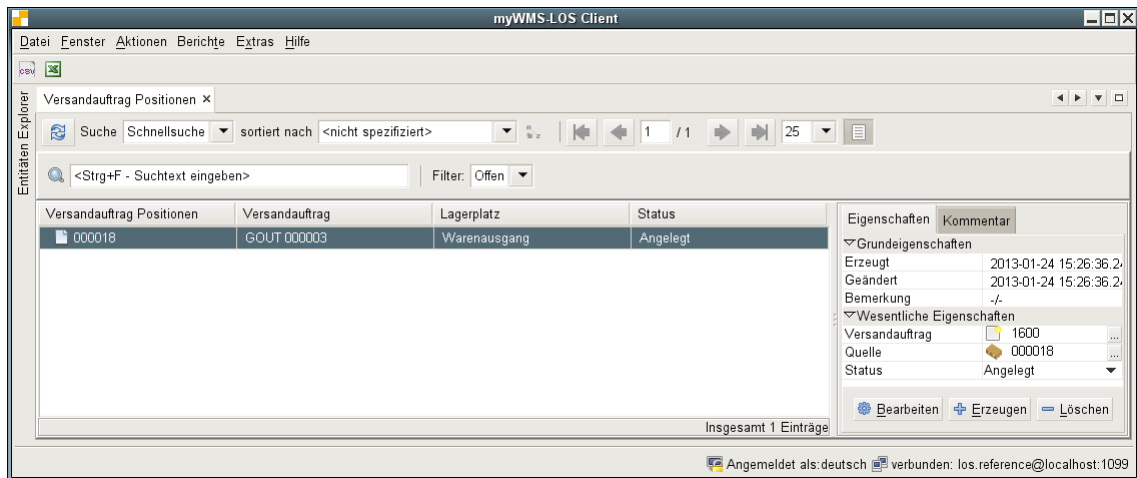 myWMS-LOS Client
Datei Fenster Aktionen Berichte Extras Hilfe
csv
Entitäten Explorer
Versandauftrag Positionen ×
Suche Schnellsuche sortiert nach <nicht spezifiziert> 1 / 1 25
<Strg+F - Suchtext eingeben> Filter: Offen
Versandauftrag Positionen Versandauftrag Lagerplatz Status
000018 GOUT 000003 Warenausgang Angelegt
Insgesamt 1 Einträge
Eigenschaften Kommentar
Grundeigenschaften
Erzeugt 2013-01-24 15:26:36.24
Geändert 2013-01-24 15:26:36.24
Bemerkung -/-
Wesentliche Eigenschaften
Versandauftrag 1600 ...
Quelle 000018 ...
Status Angelegt
Bearbeiten Erzeugen Löschen
Angemeldet als:deutsch verbunden: los.reference@localhost:1099